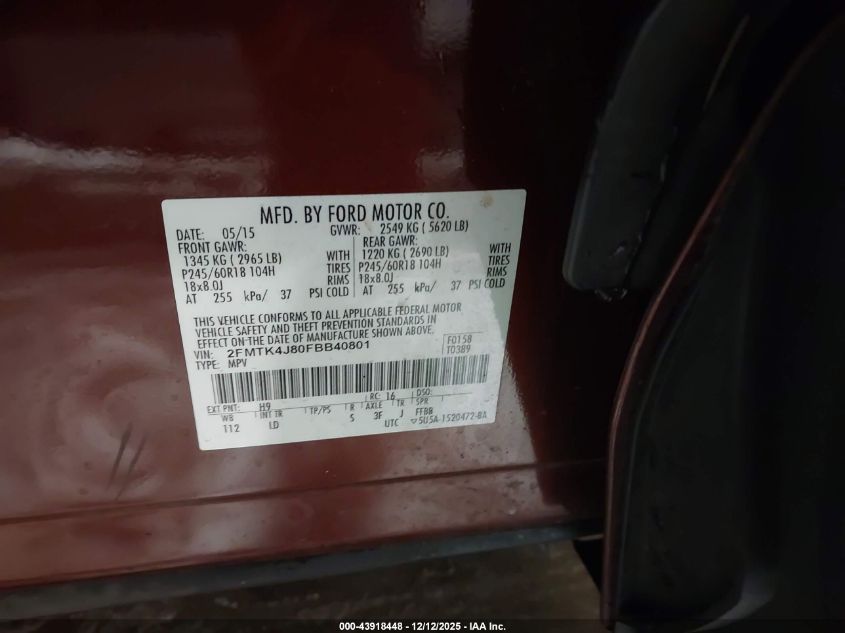 MFD. BY FORD MOTOR CO.
DATE: 05/15 GVWR: 2549 KG ( 5620 LB)
FRONT GAWR: REAR GAWR:
1345 KG ( 2965 LB) WITH 1220 KG ( 2690 LB) WITH
P245/60R18 104H TIRES P245/60R18 104H TIRES
18x8.0J RIMS 18x8.0J RIMS
AT 255 kPa/ 37 PSI COLD AT 255 kPa/ 37 PSI COLD
THIS VEHICLE CONFORMS TO ALL APPLICABLE FEDERAL MOTOR
VEHICLE SAFETY AND THEFT PREVENTION STANDARDS IN
EFFECT ON THE DATE OF MANUFACTURE SHOWN ABOVE.
VIN: 2FMTK4J80FBB40801 F0158
TYPE: MPV T0389
EXT PNT: H9 RC: 16 DSO:
WB INT TR TP/PS R AXLE TR SPR
112 LD S 3F J FFBB
UTC ▽5U5A-1520472-BA
000-43918448 - 12/12/2025 - IAA Inc.